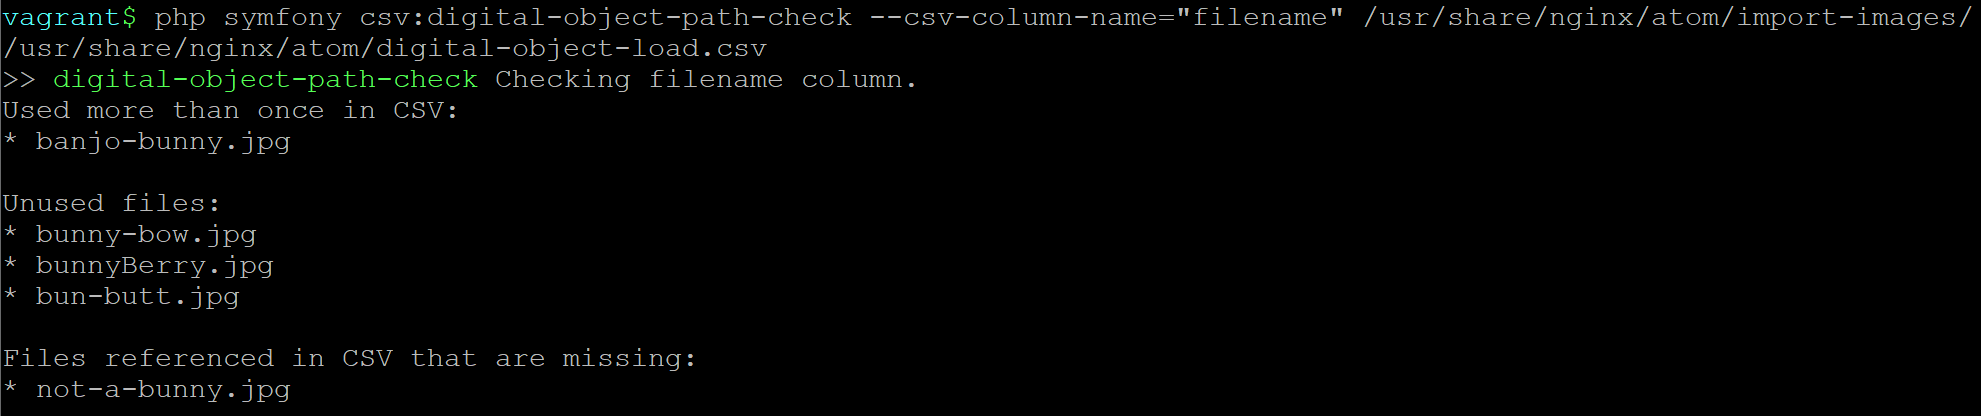 vagrant$ php symfony csv:digital-object-path-check --csv-column-name="filename" /usr/share/nginx/atom/import-images/
/usr/share/nginx/atom/digital-object-load.csv
>> digital-object-path-check Checking filename column.
Used more than once in CSV:
* banjo-bunny.jpg
Unused files:
* bunny-bow.jpg
* bunnyBerry.jpg
* bun-butt.jpg
Files referenced in CSV that are missing:
* not-a-bunny.jpg